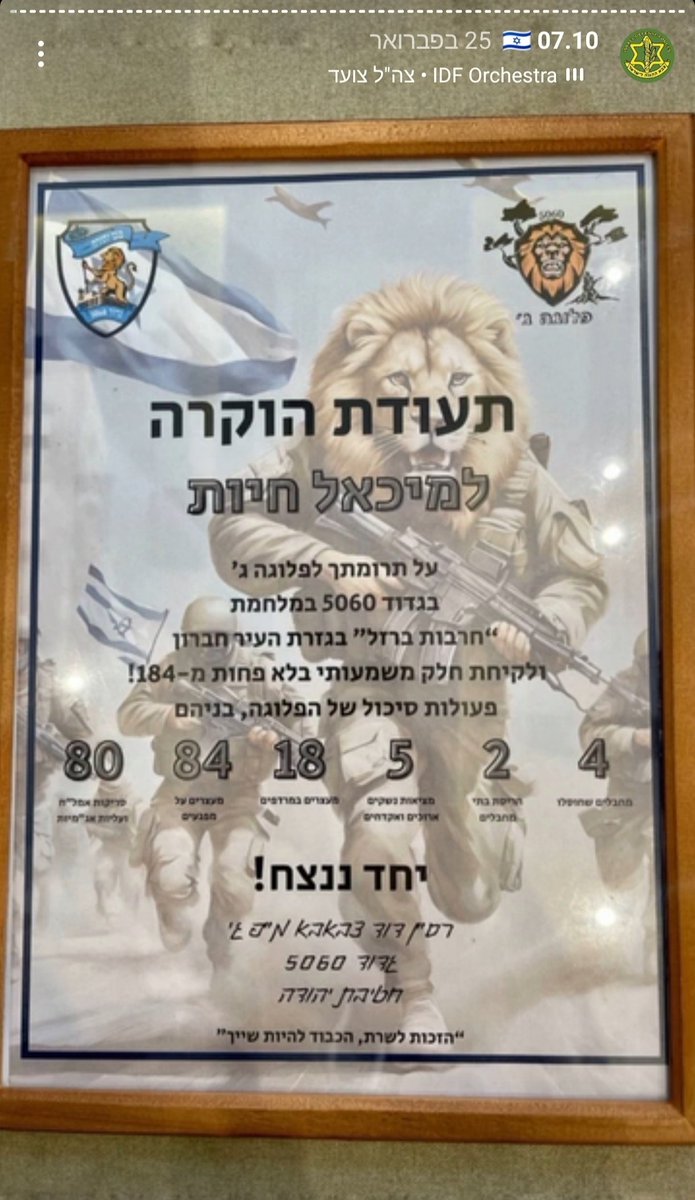 07.10 🇮🇱 25 בפברואר
IDF Orchestra • צה"ל צועד
5060
פלוגה ג'
תעודת הוקרה
למיכאל חיות
על תרומתך לפלוגה ג'
בגדוד 5060 במלחמת
"חרבות ברזל" בגזרת העיר חברון
ולקיחת חלק משמעותי בלא פחות מ-184!
פעולות סיכול של הפלוגה, בניהם
4 2 5 18 84 80
מחבלים שחוסלו
הריסת בתי
מחבלים
מציאות נשקים
ארוכים ואקדחים
מעצרים במרדפים
מעצרים על
מפגעים
סריקות אמל"ח
ועליות אג"מיות
יחד ננצח!
רס"ן דוד צבאבא מ"פ ג'
גדוד 5060
חטיבת יהודה
"הזכות לשרת, הכבוד להיות שייך"